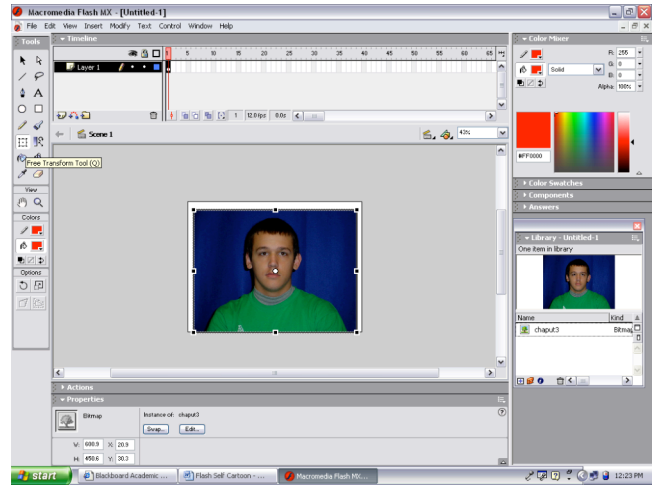 Macromedia Flash MX - [Untitled-1]
File Edit View Insert Modify Text Control Window Help
Tools
Timeline
1 5 10 15 20 25 30 35 40 45 50 55 60 65
Layer 1
1 12.0 fps 0.0s
Scene 1
43%
Free Transform Tool (Q)
View
Colors
Options
Color Mixer
R: 255
Solid
G: 0
B: 0
Alpha: 100%
#FF0000
Color Swatches
Components
Answers
Library - Untitled-1
One item in library
Name Kind
chaput3 Bitmap
Actions
Properties
Bitmap
Instance of: chaput3
Swap... Edit...
W: 600.9 X: 20.9
H: 450.6 Y: 30.3
start
Blackboard Academic ...
Flash Self Cartoon - ...
Macromedia Flash MX...
12:23 PM